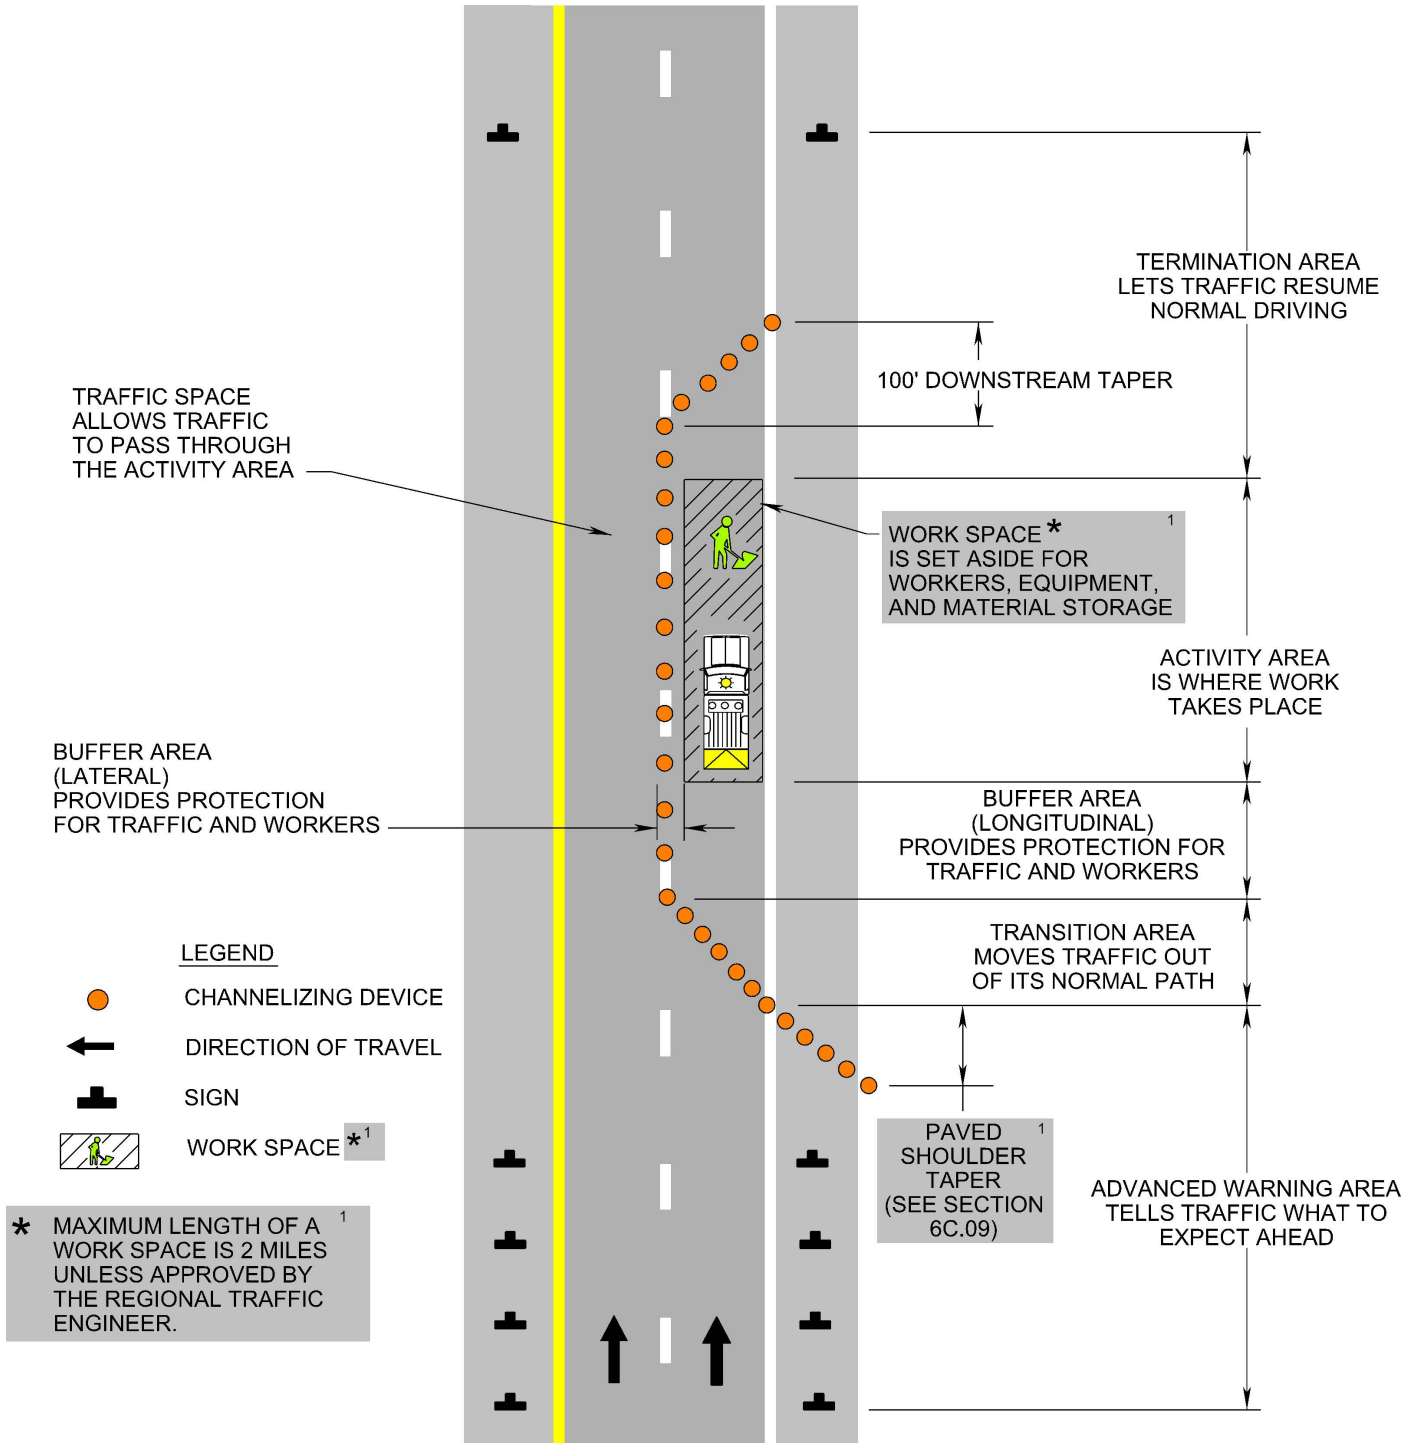 TERMINATION AREA
LETS TRAFFIC RESUME
NORMAL DRIVING
100' DOWNSTREAM TAPER
TRAFFIC SPACE
ALLOWS TRAFFIC
TO PASS THROUGH
THE ACTIVITY AREA
WORK SPACE * 1
IS SET ASIDE FOR
WORKERS, EQUIPMENT,
AND MATERIAL STORAGE
ACTIVITY AREA
IS WHERE WORK
TAKES PLACE
BUFFER AREA
(LATERAL)
PROVIDES PROTECTION
FOR TRAFFIC AND WORKERS
BUFFER AREA
(LONGITUDINAL)
PROVIDES PROTECTION FOR
TRAFFIC AND WORKERS
TRANSITION AREA
MOVES TRAFFIC OUT
OF ITS NORMAL PATH
LEGEND
CHANNELIZING DEVICE
DIRECTION OF TRAVEL
SIGN
WORK SPACE * 1
PAVED 1
SHOULDER
TAPER
(SEE SECTION
6C.09)
ADVANCED WARNING AREA
TELLS TRAFFIC WHAT TO
EXPECT AHEAD
* MAXIMUM LENGTH OF A 1
WORK SPACE IS 2 MILES
UNLESS APPROVED BY
THE REGIONAL TRAFFIC
ENGINEER.